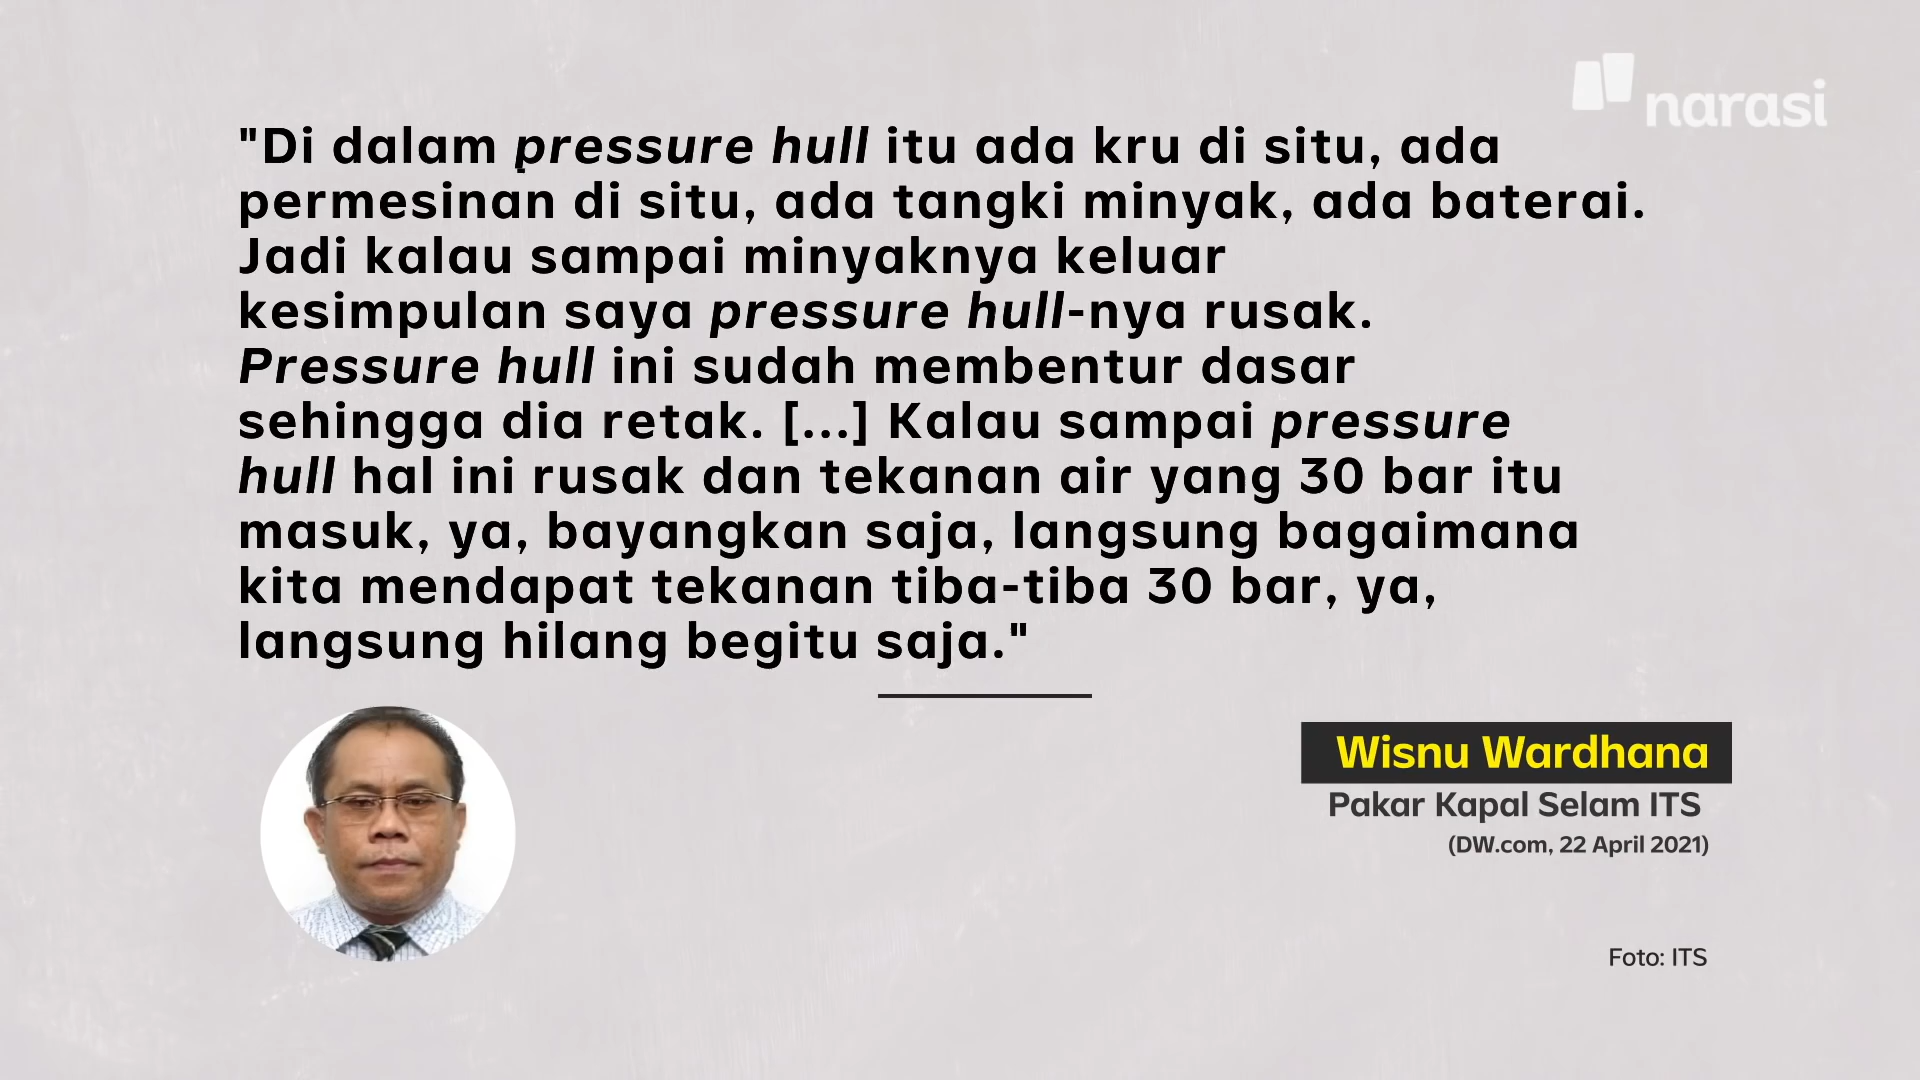 narasi
"Di dalam pressure hull itu ada kru di situ, ada
permesinan di situ, ada tangki minyak, ada baterai.
Jadi kalau sampai minyaknya keluar
kesimpulan saya pressure hull-nya rusak.
Pressure hull ini sudah membentur dasar
sehingga dia retak. [...] Kalau sampai pressure
hull hal ini rusak dan tekanan air yang 30 bar itu
masuk, ya, bayangkan saja, langsung bagaimana
kita mendapat tekanan tiba-tiba 30 bar, ya,
langsung hilang begitu saja."
Wisnu Wardhana
Pakar Kapal Selam ITS
(DW.com, 22 April 2021)
Foto: ITS